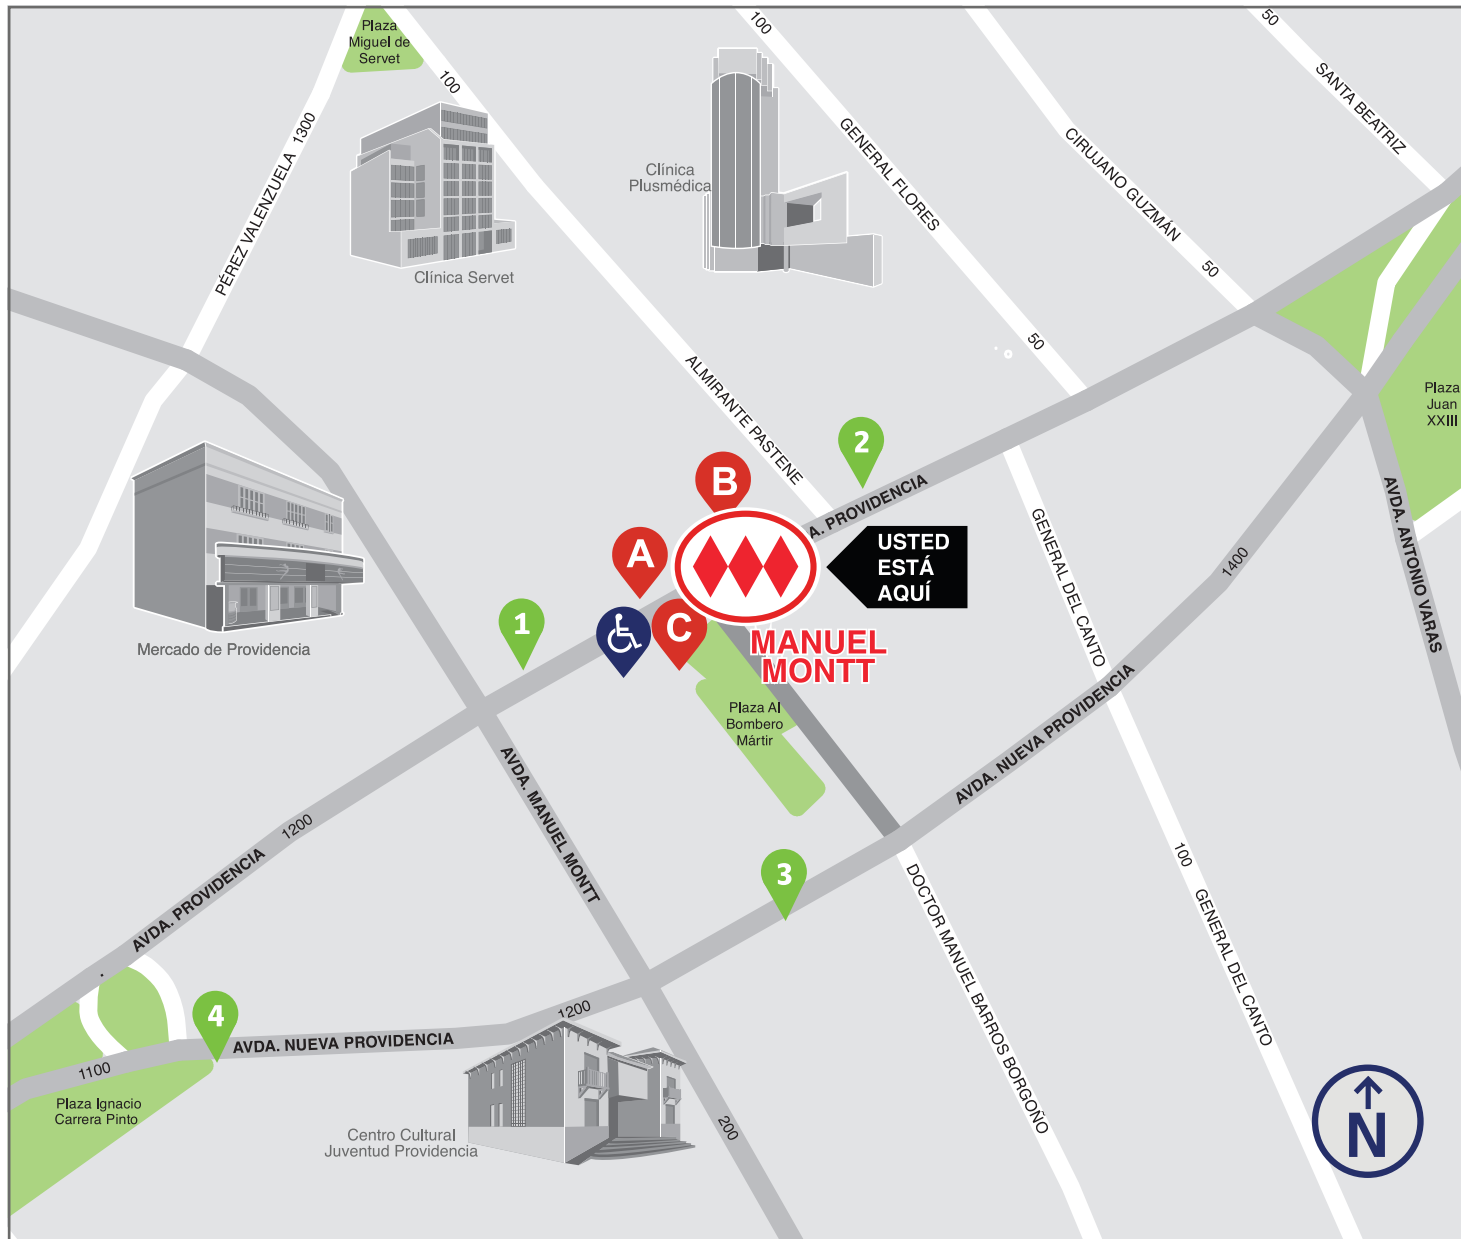 Plaza
Miguel de
Servet
100
100
50
SANTA BEATRIZ
PÉREZ VALENZUELA 1300
GENERAL FLORES
CIRUJANO GUZMÁN
Clínica
Plusmédica
Clínica Servet
50
50
ALMIRANTE PASTENE
Plaza
Juan
XXIII
2
B
A. PROVIDENCIA
AVDA. ANTONIO VARAS
A
USTED
ESTÁ
AQUÍ
GENERAL DEL CANTO
1400
1
C
MANUEL
MONTT
Mercado de Providencia
Plaza Al
Bombero
Mártir
AVDA. NUEVA PROVIDENCIA
AVDA. MANUEL MONTT
1200
AVDA. PROVIDENCIA
3
100
DOCTOR MANUEL BARROS BORGOÑO
GENERAL DEL CANTO
4
1200
AVDA. NUEVA PROVIDENCIA
1100
Plaza Ignacio
Carrera Pinto
200
Centro Cultural
Juventud Providencia
N